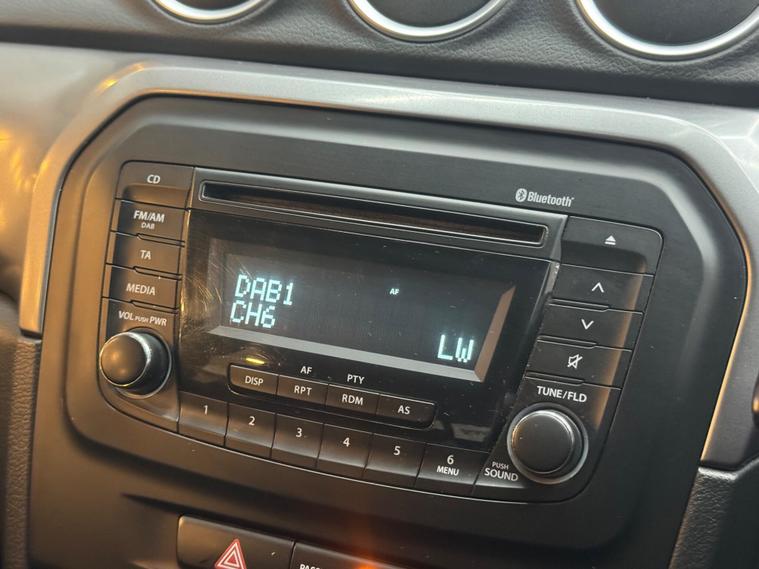 CD
Bluetooth
FM/AM
DAB
TA
MEDIA
VOL PUSH PWR
DAB1
AF
CH6
LW
AF
PTY
DISP
RPT
RDM
AS
TUNE/FLD
1
2
3
4
5
6
MENU
PUSH
SOUND